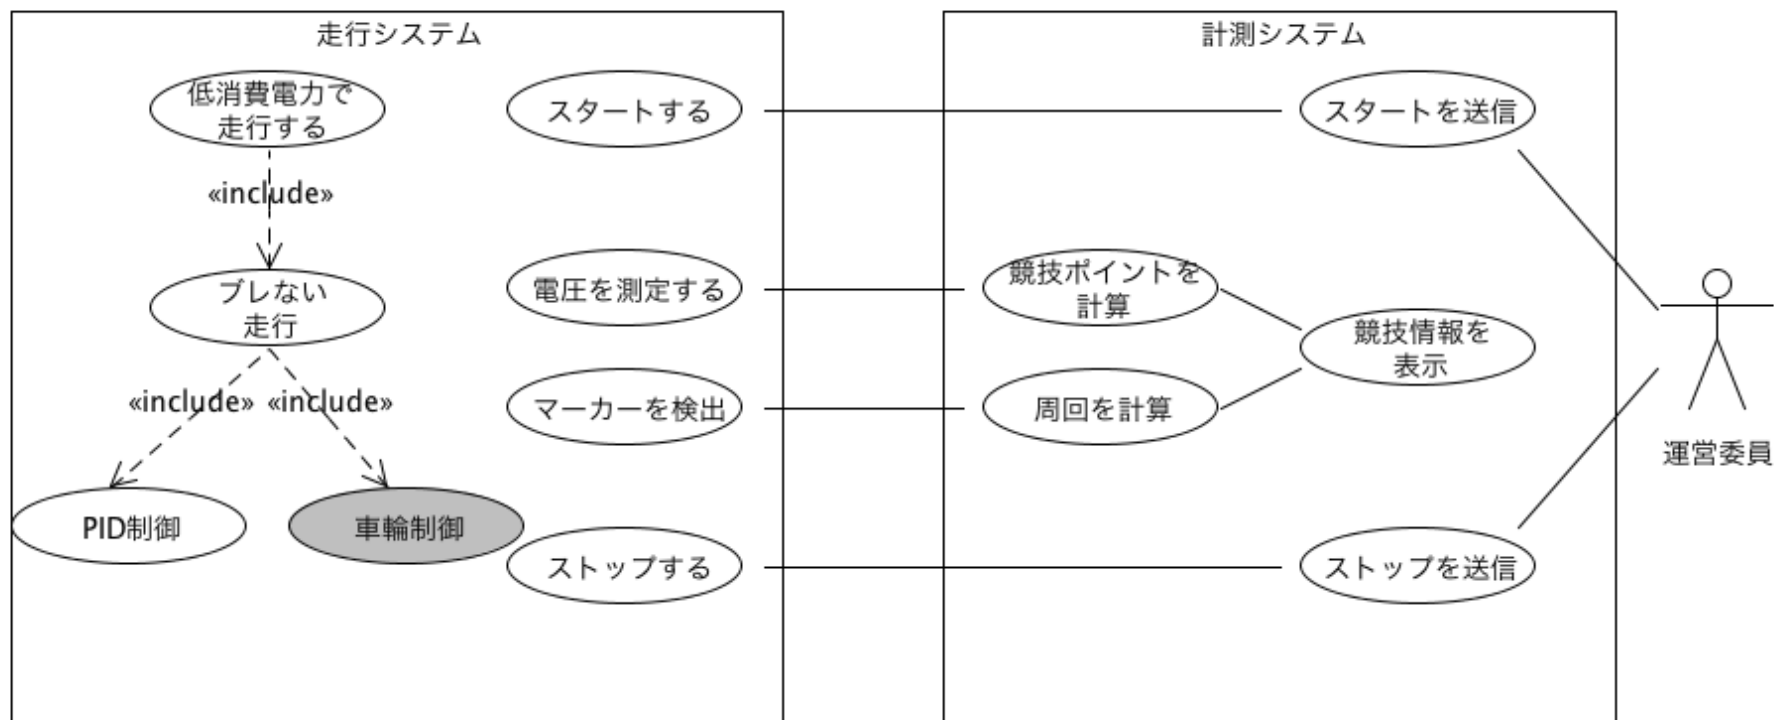 走行システム
低消費電力で
走行する
«include»
ブレない
走行
«include»
«include»
PID制御
車輪制御
スタートする
電圧を測定する
マーカーを検出
ストップする
計測システム
スタートを送信
競技ポイントを
計算
競技情報を
表示
周回を計算
ストップを送信
運営委員